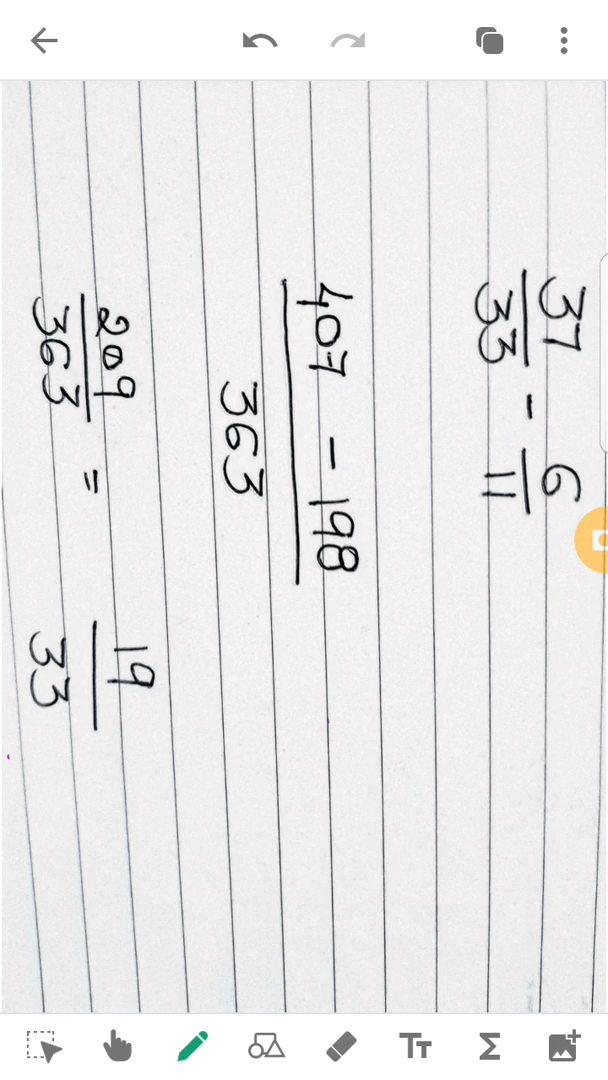 37/33 - 6/11
407 - 198 / 363
209/363 = 19/33